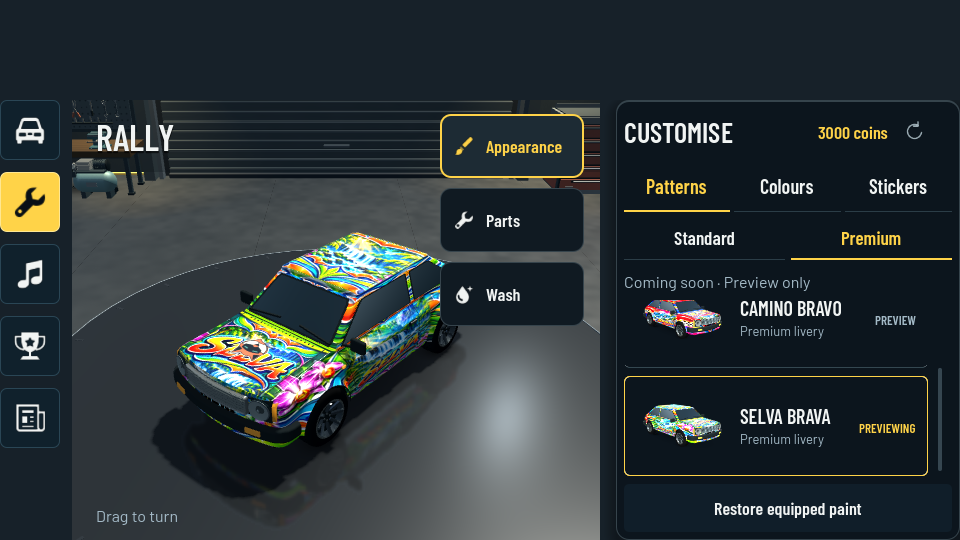 RALLY
Appearance
Parts
Wash
SELVA
Drag to turn
CUSTOMISE
3000 coins
Patterns
Colours
Stickers
Standard
Premium
Coming soon · Preview only
CAMINO BRAVO
Premium livery
PREVIEW
SELVA BRAVA
Premium livery
PREVIEWING
Restore equipped paint